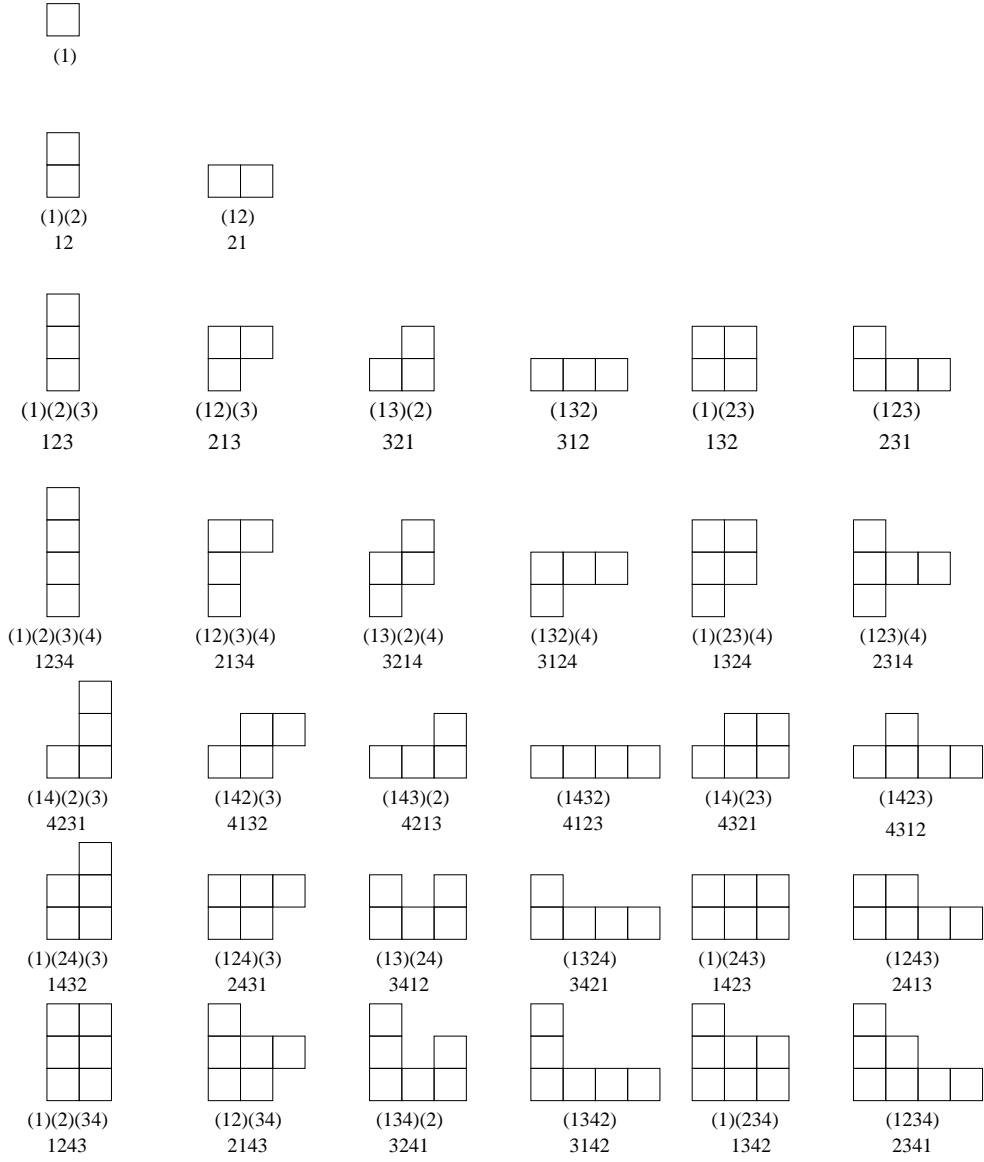 (1)
(1)(2) (12)
12 21
(1)(2)(3) (12)(3) (13)(2) (132) (1)(23) (123)
123 213 321 312 132 231
(1)(2)(3)(4) (12)(3)(4) (13)(2)(4) (132)(4) (1)(23)(4) (123)(4)
1234 2134 3214 3124 1324 2314
(14)(2)(3) (142)(3) (143)(2) (1432) (14)(23) (1423)
4231 4132 4213 4123 4321 4312
(1)(24)(3) (124)(3) (13)(24) (1324) (1)(243) (1243)
1432 2431 3412 3421 1423 2413
(1)(2)(34) (12)(34) (134)(2) (1342) (1)(234) (1234)
1243 2143 3241 3142 1342 2341